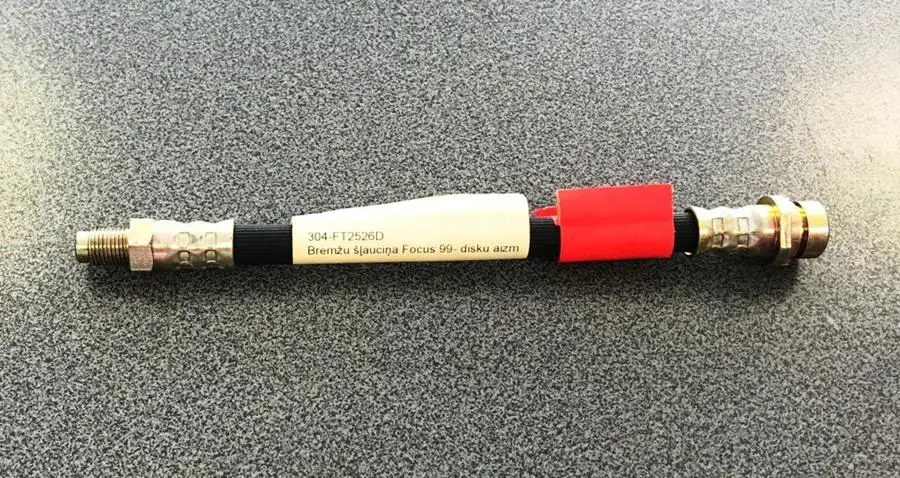 304-FT2526D
Bremžu šļauciņa Focus 99- disku aizm.